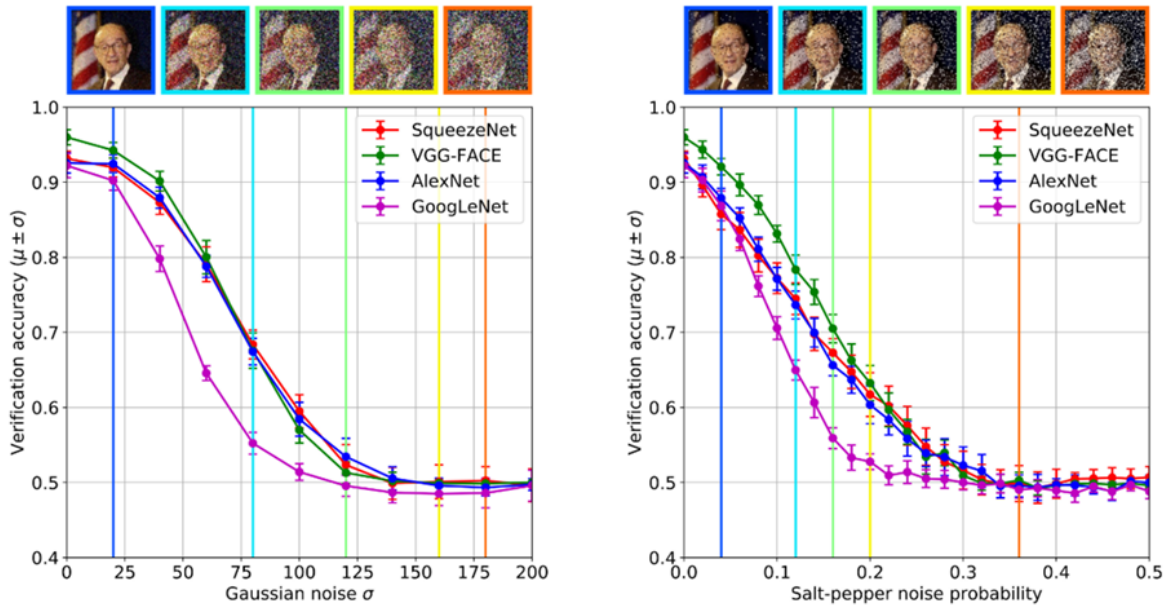 1.0
0.9
0.8
0.7
0.6
0.5
0.4
Verification accuracy (μ ± σ)
SqueezeNet
VGG-FACE
AlexNet
GoogLeNet
0 25 50 75 100 125 150 175 200
Gaussian noise σ
1.0
0.9
0.8
0.7
0.6
0.5
0.4
Verification accuracy (μ ± σ)
SqueezeNet
VGG-FACE
AlexNet
GoogLeNet
0.0 0.1 0.2 0.3 0.4 0.5
Salt-pepper noise probability